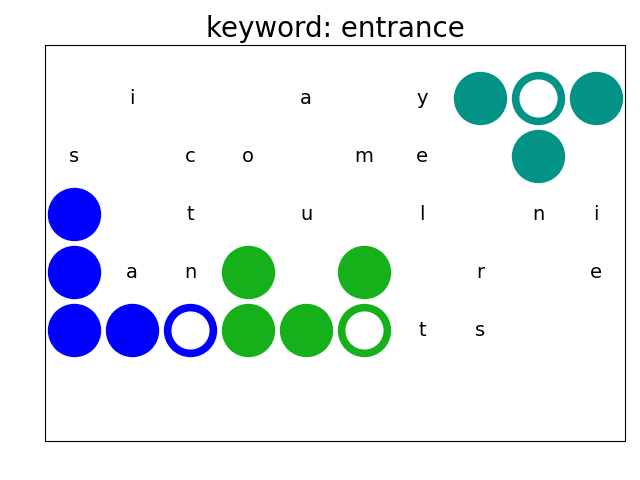 keyword: entrance
i a y
s c o m e
t u l n i
a n r e
t s